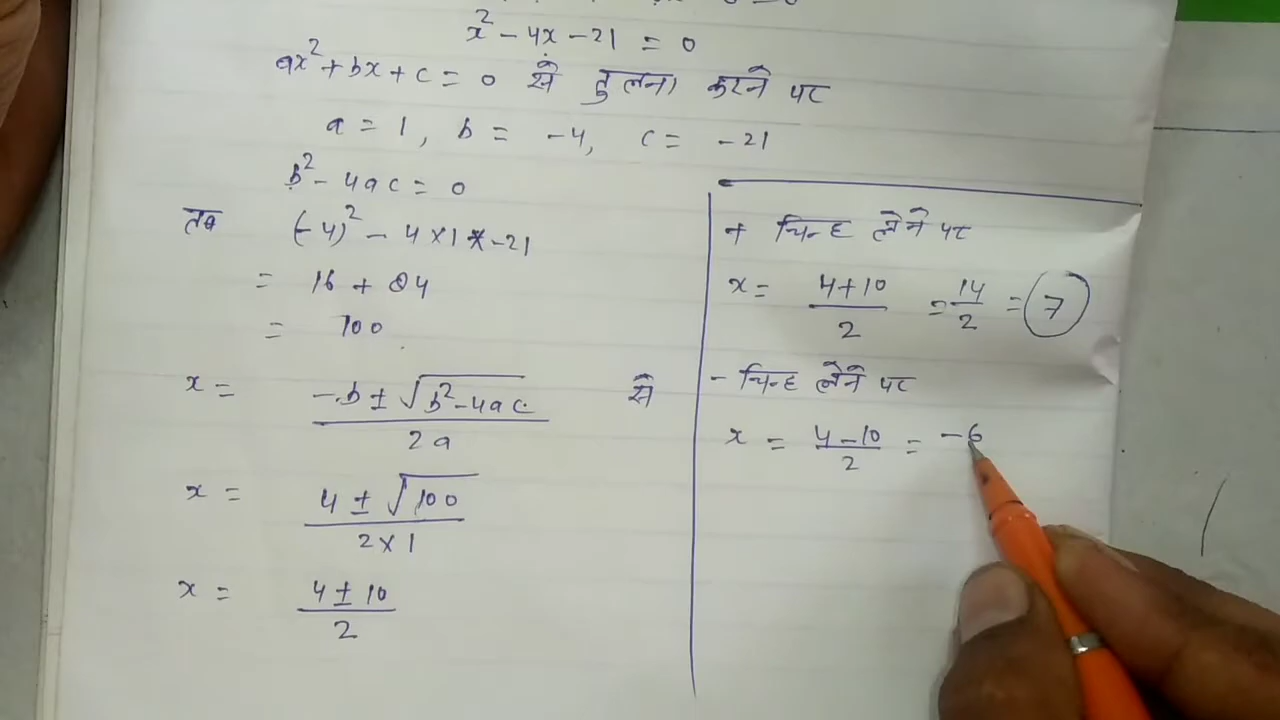 x² - 4x - 21 = 0
ax² + bx + c = 0 से तुलना करने पर
a = 1, b = -4, c = -21
b² - 4ac = 0
तब (-4)² - 4×1×-21
= 16 + 84
= 100
x = -b ± √b² - 4ac / 2a से
x = 4 ± √100 / 2×1
x = 4 ± 10 / 2
+ चिन्ह लेने पर
x = 4+10 / 2 = 14/2 = 7
- चिन्ह लेने पर
x = 4-10 / 2 = -6